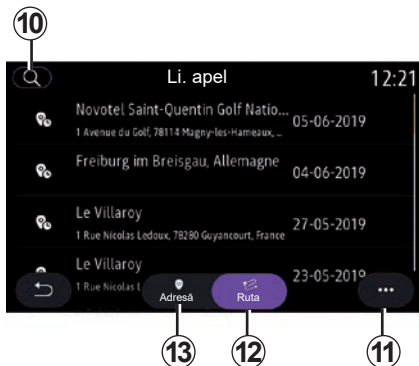 10
Li. apel 12:21
Novotel Saint-Quentin Golf Natio... 05-06-2019
1 Avenue du Golf, 78114 Magny-les-Hameaux, ...
Freiburg im Breisgau, Allemagne 04-06-2019
Le Villaroy 27-05-2019
1 Rue Nicolas Ledoux, 78280 Guyancourt, France
Le Villaroy 23-05-2019
1 Rue Nicolas L
Adresă Ruta ...
13 12 11